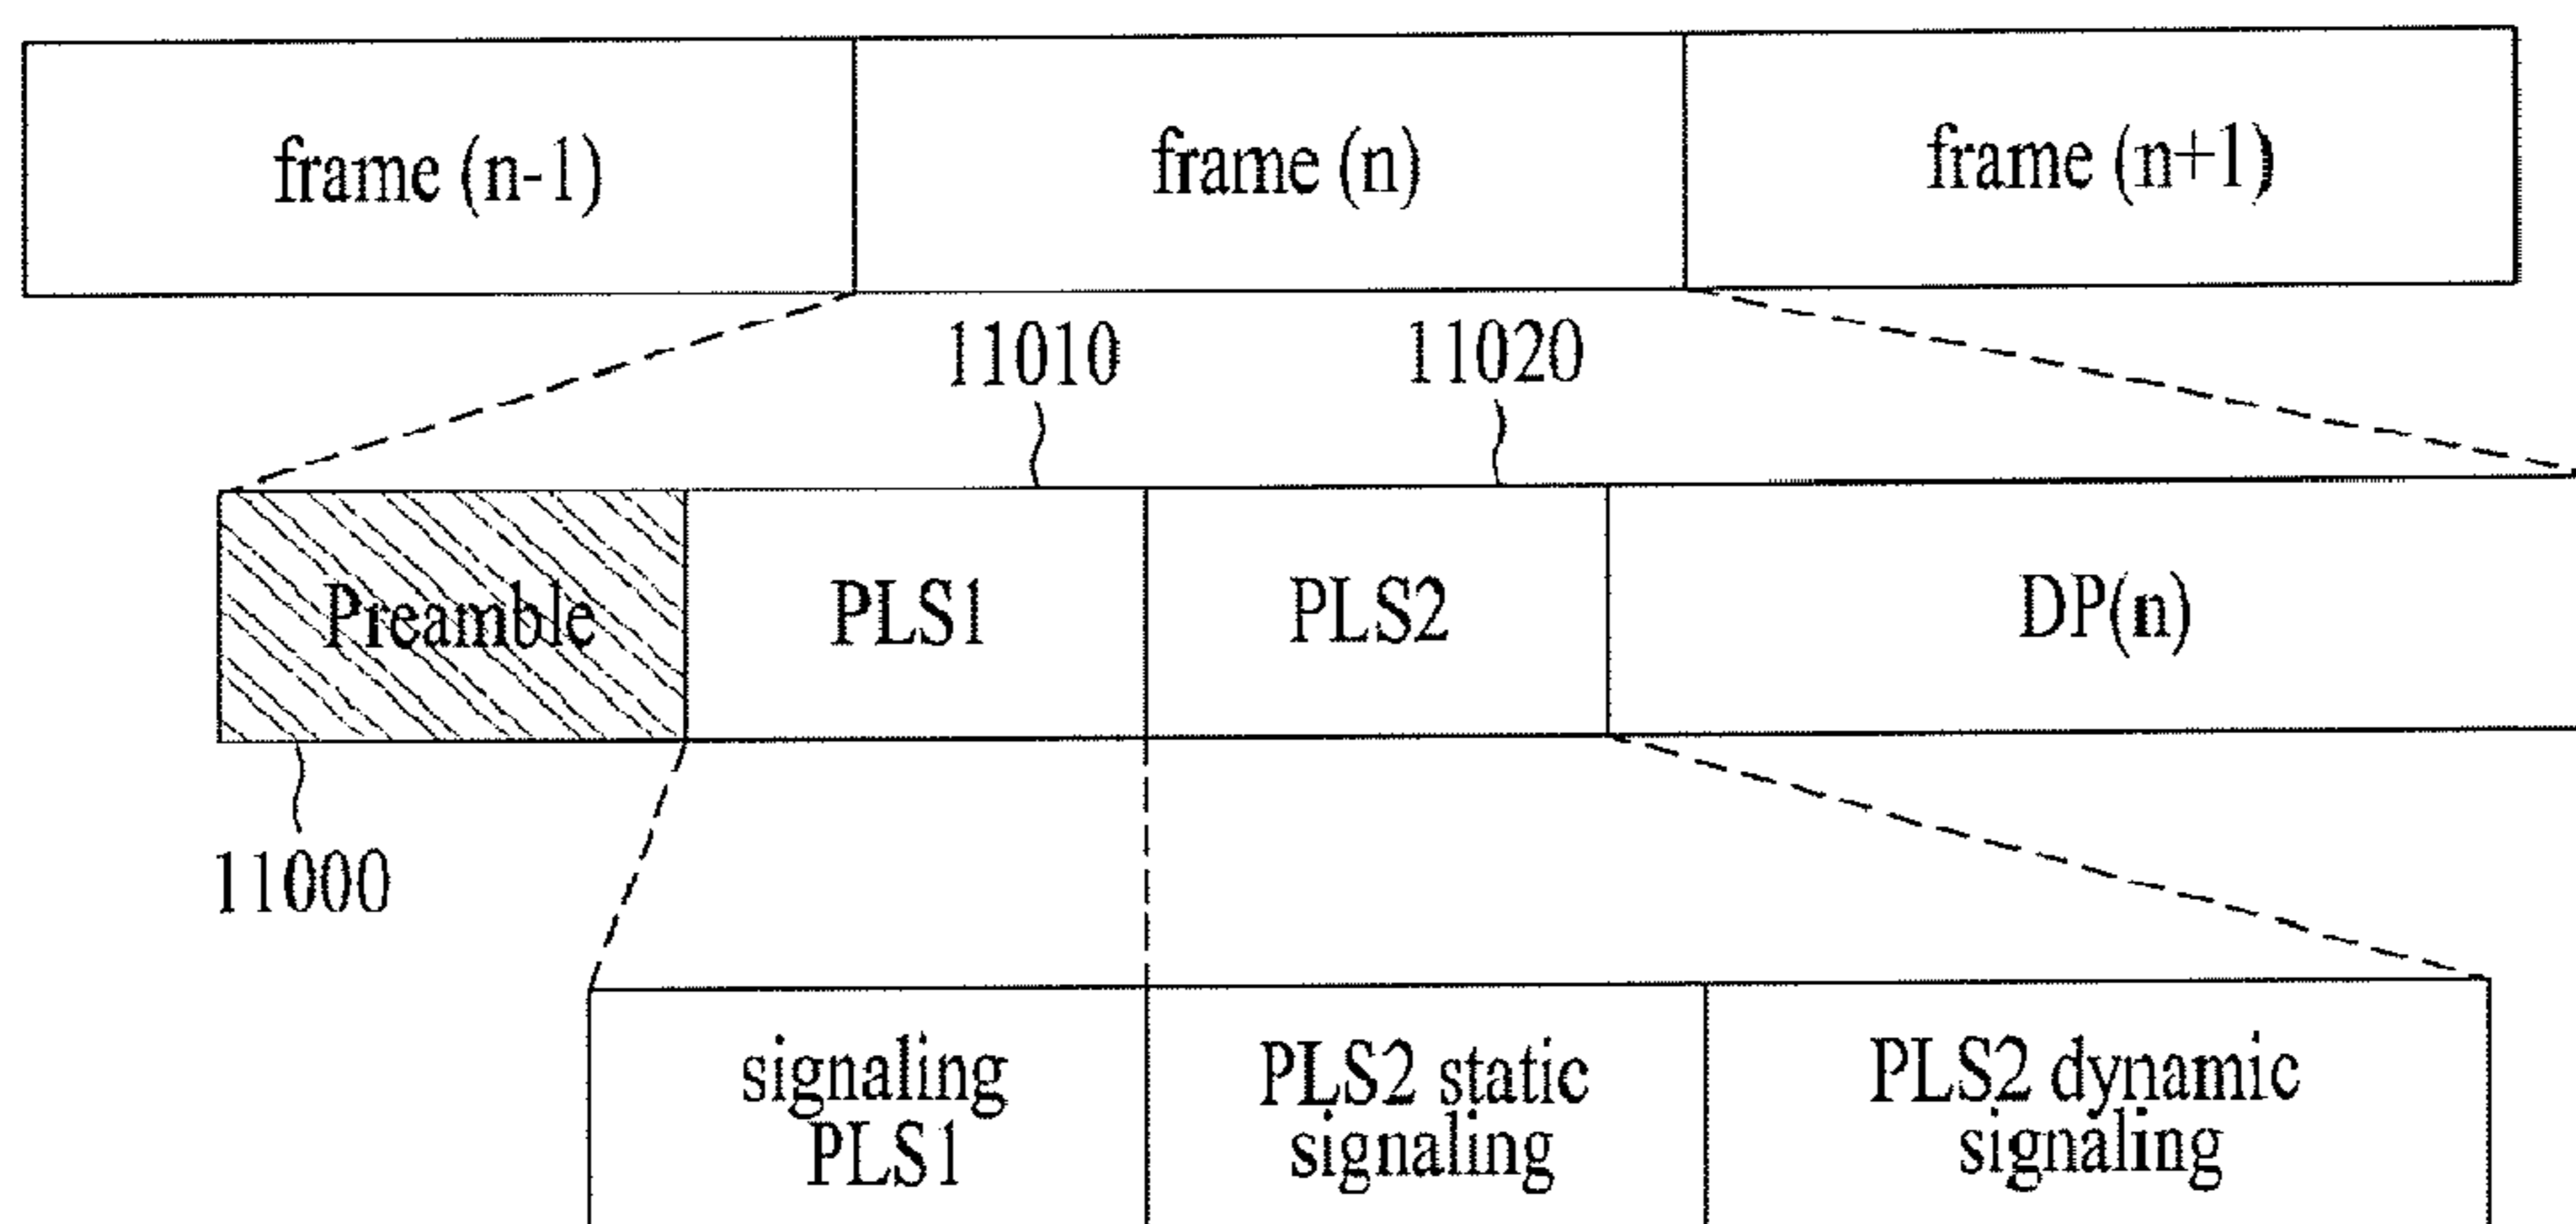 frame (n-1)
frame (n)
frame (n+1)
11010
11020
Preamble
PLS1
PLS2
DP(n)
11000
signaling
PLS1
PLS2 static
signaling
PLS2 dynamic
signaling